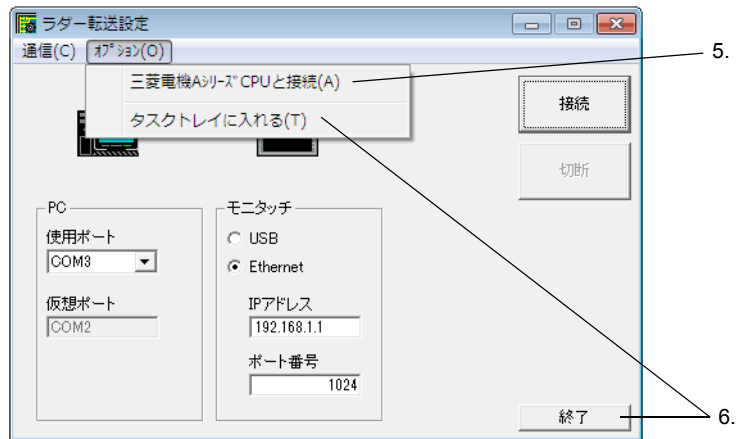 ラダー転送設定
通信(C) ｵﾌﾟｼｮﾝ(O)
5.
三菱電機Aｼﾘｰｽﾞ CPUと接続(A)
タスクトレイに入れる(T)
接続
切断
PC
使用ポート
COM3
仮想ポート
COM2
モニタッチ
USB
Ethernet
IPアドレス
192.168.1.1
ポート番号
1024
終了
6.